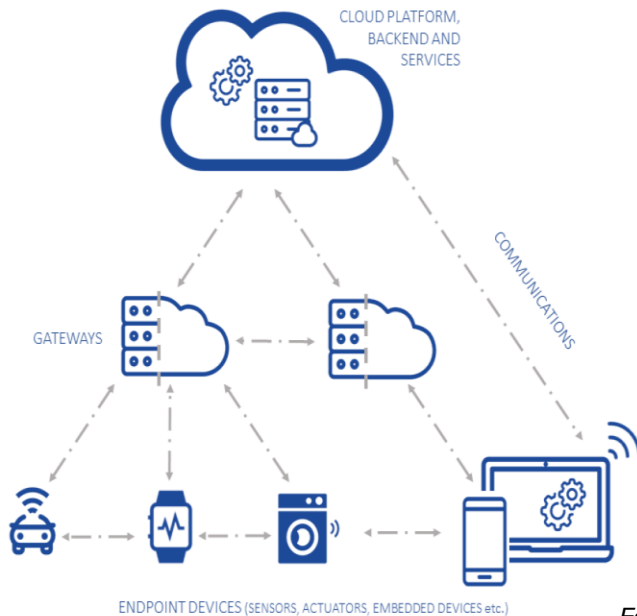 CLOUD PLATFORM,
BACKEND AND
SERVICES
COMMUNICATIONS
GATEWAYS
ENDPOINT DEVICES (SENSORS, ACTUATORS, EMBEDDED DEVICES etc.)